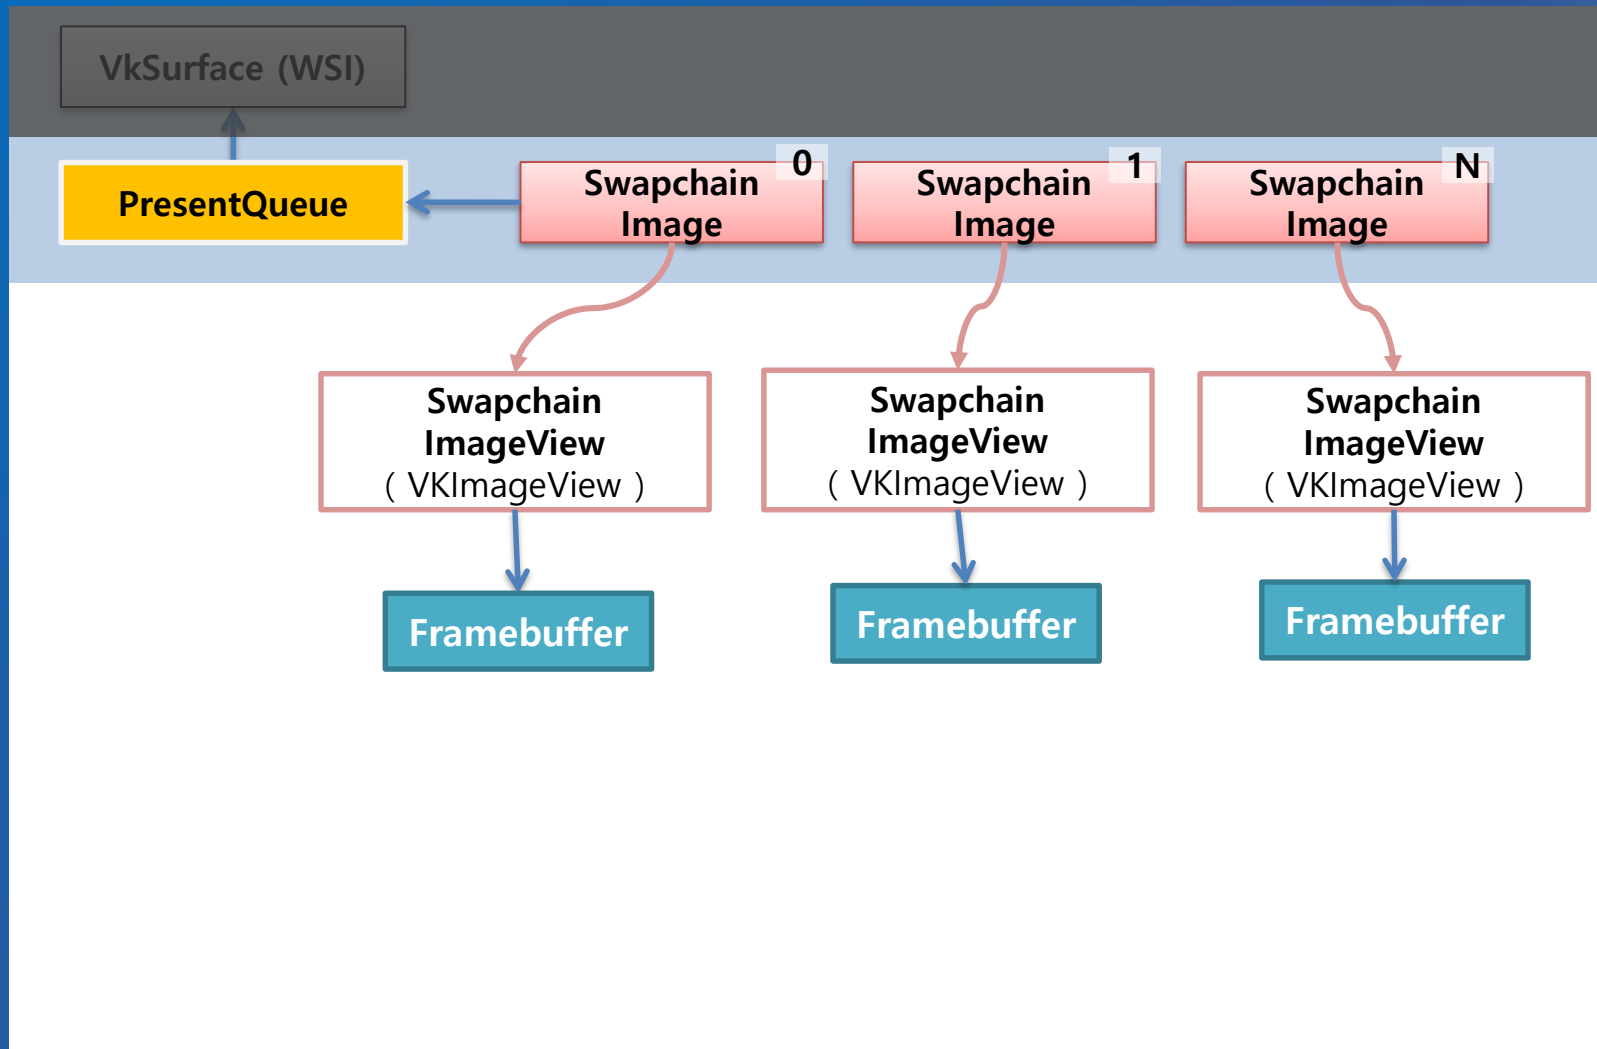 VkSurface (WSI)
PresentQueue
0
Swapchain
Image
1
Swapchain
Image
N
Swapchain
Image
Swapchain
ImageView
( VKImageView )
Swapchain
ImageView
( VKImageView )
Swapchain
ImageView
( VKImageView )
Framebuffer
Framebuffer
Framebuffer